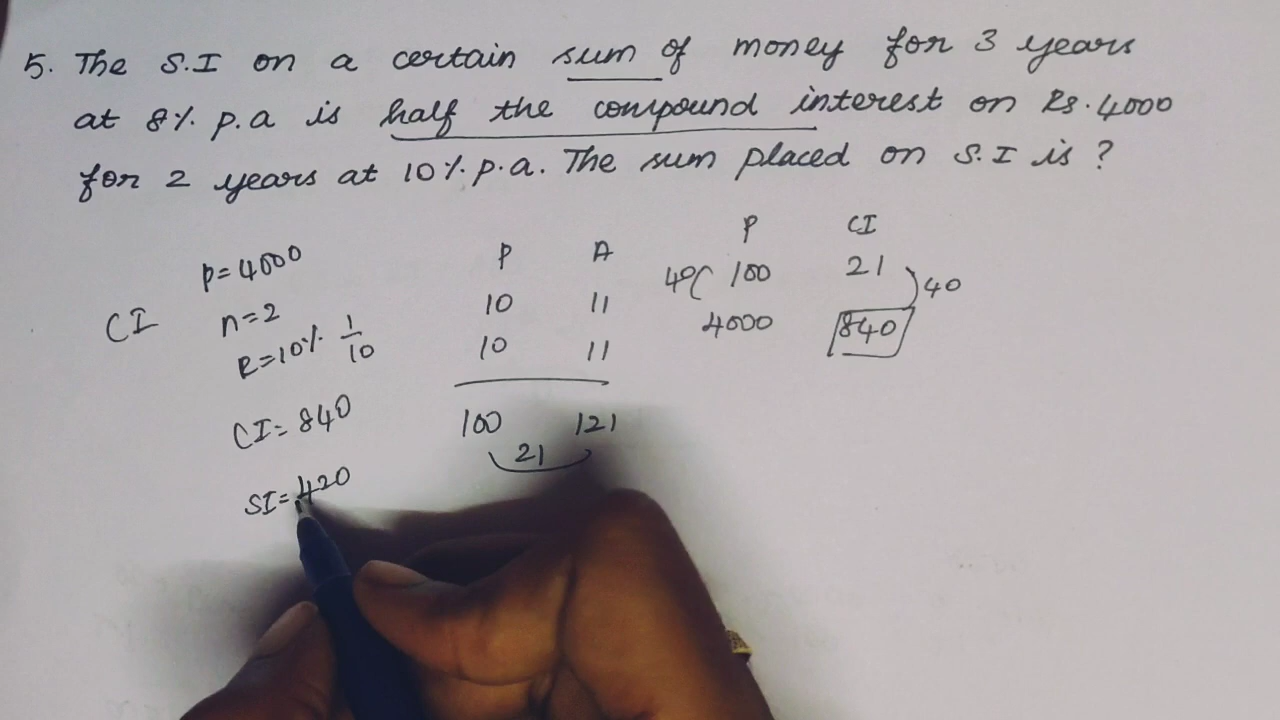 5. The S.I on a certain sum of money for 3 years
at 8%. p.a is half the compound interest on Rs. 4000
for 2 years at 10%.p.a. The sum placed on S.I is ?
CI
P=4000
n=2
R=10% 1/10
CI= 840
SI=420
P A
10 11
10 11
100 121
21
P CI
40( 100 21 )40
4000 840